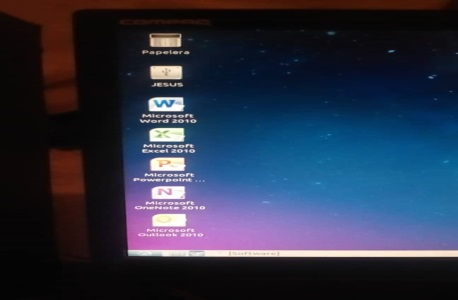 COMPAQ
Papelera
JESUS
Microsoft
Word 2010
Microsoft
Excel 2010
Microsoft
Powerpoint ...
Microsoft
OneNote 2010
Microsoft
Outlook 2010
[Software]